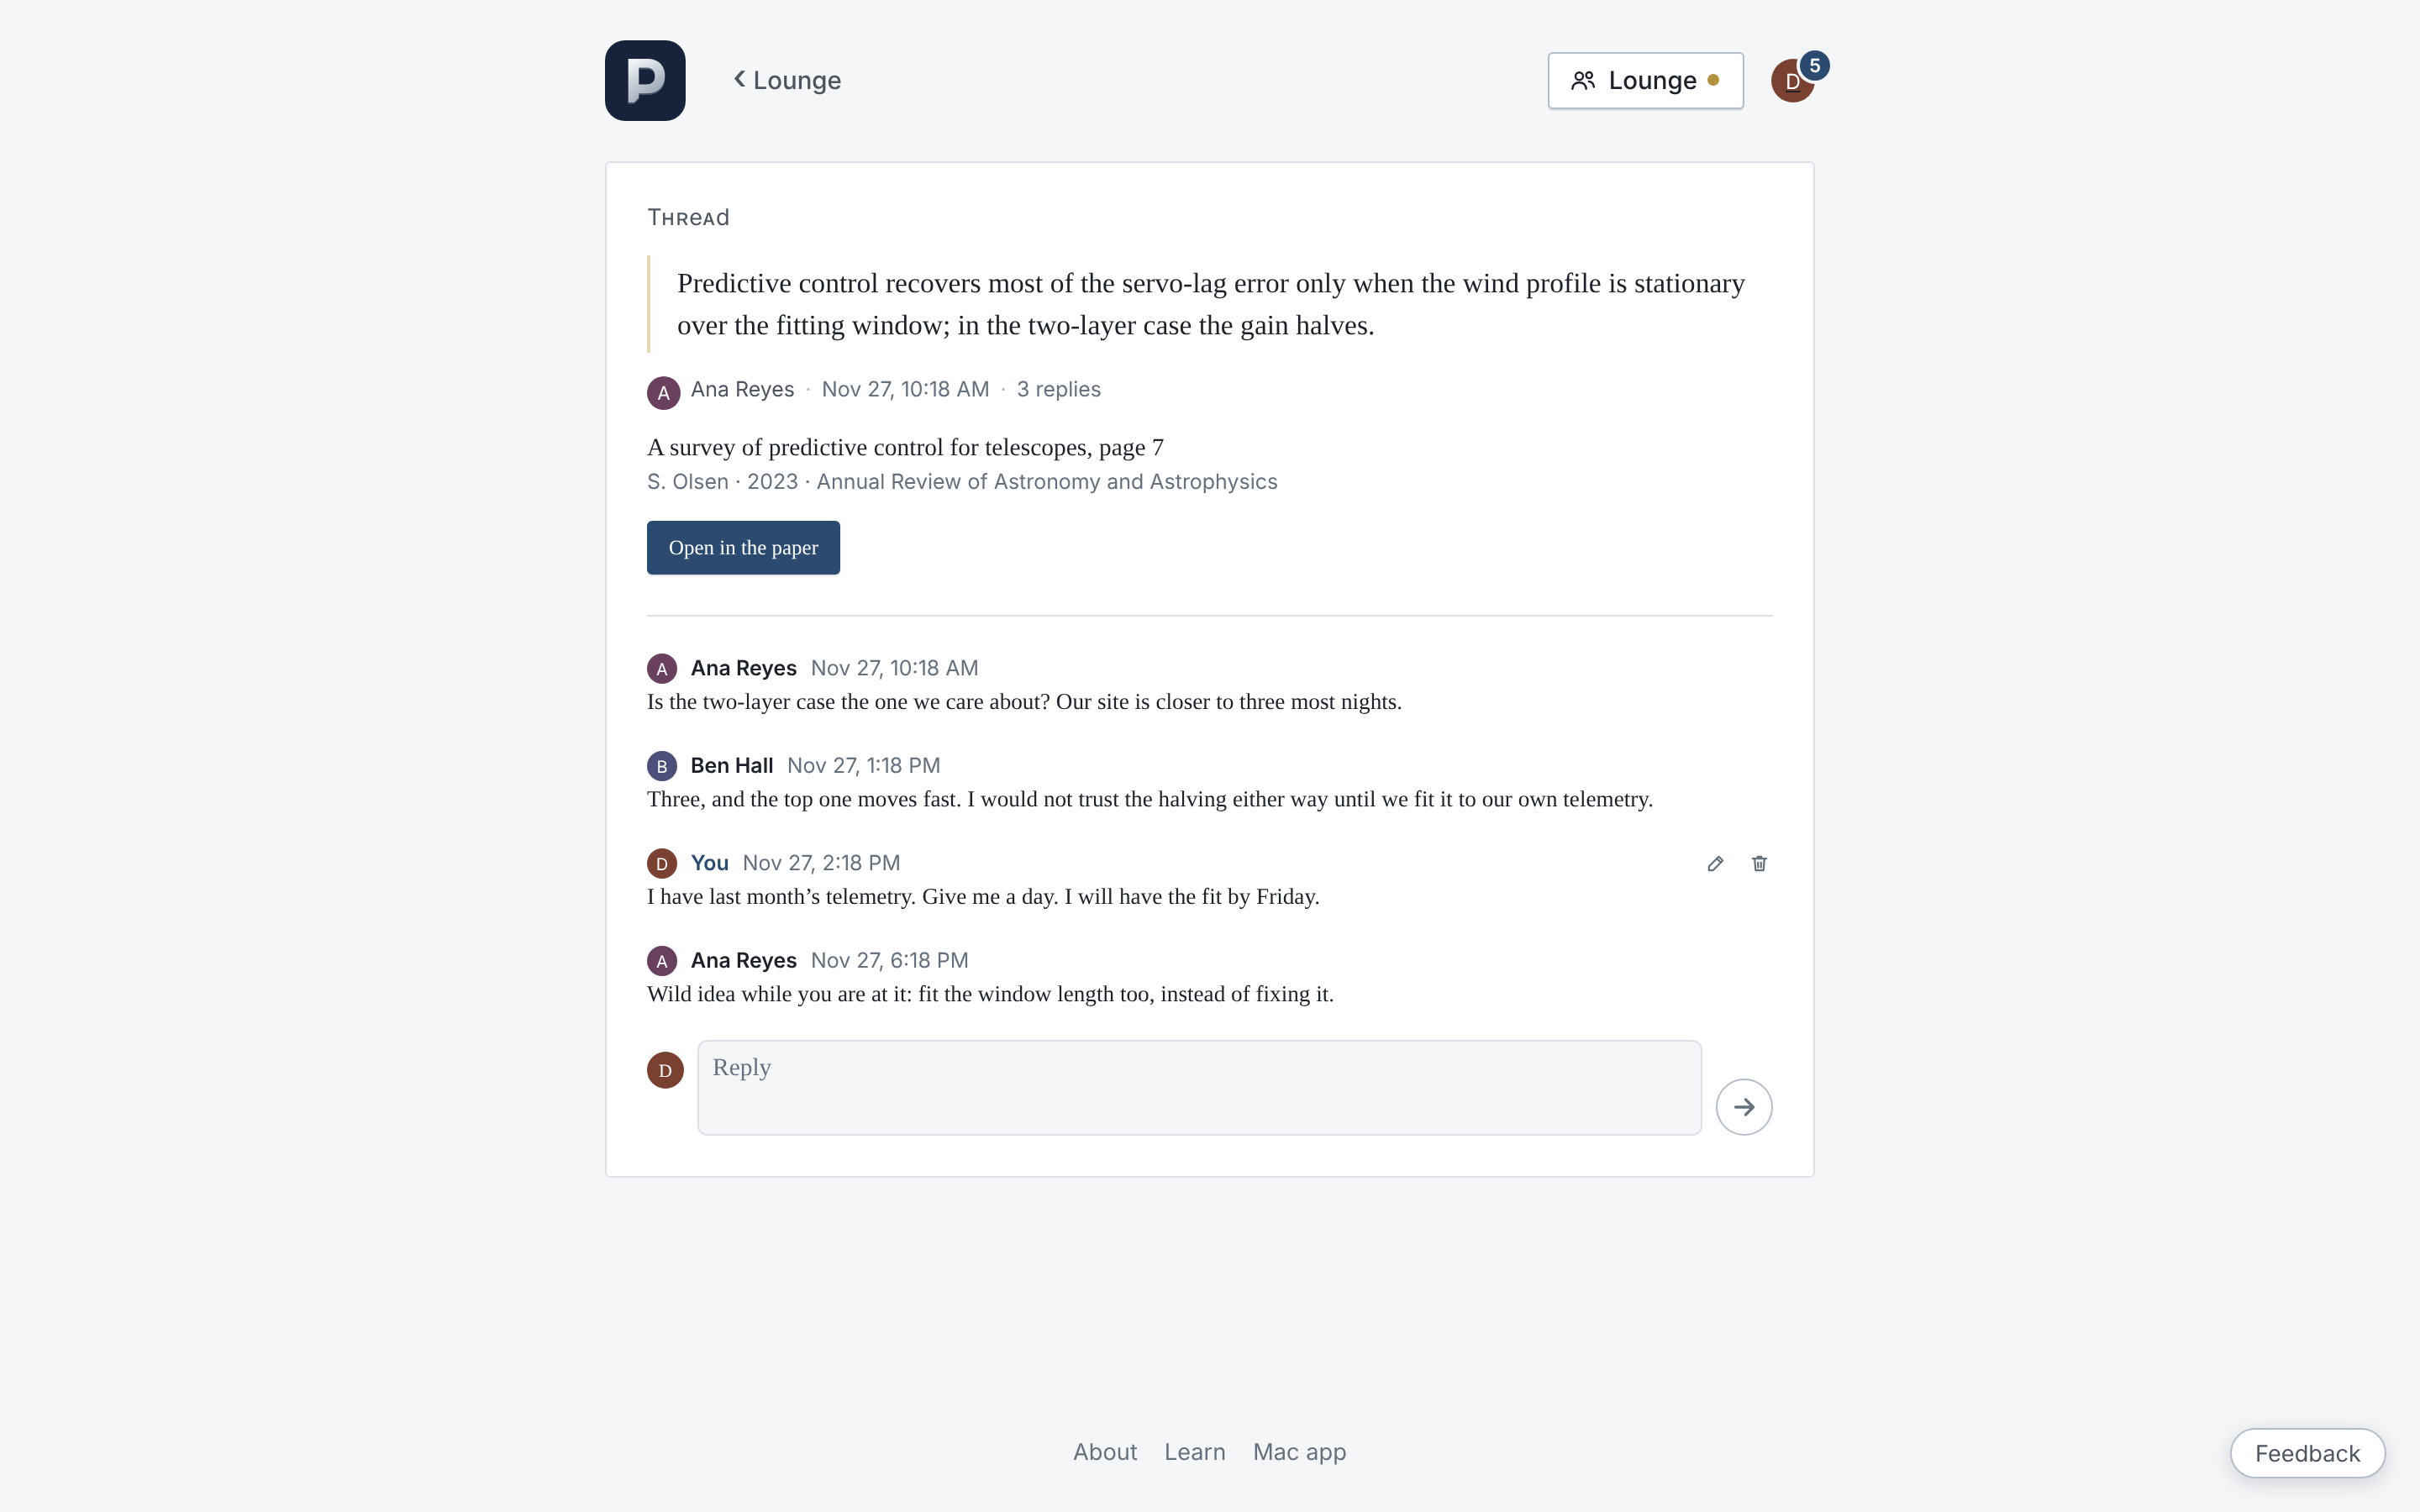 P
Lounge
Lounge
D
5
Thread
Predictive control recovers most of the servo-lag error only when the wind profile is stationary
over the fitting window; in the two-layer case the gain halves.
A Ana Reyes · Nov 27, 10:18 AM · 3 replies
A survey of predictive control for telescopes, page 7
S. Olsen · 2023 · Annual Review of Astronomy and Astrophysics
Open in the paper
A Ana Reyes Nov 27, 10:18 AM
Is the two-layer case the one we care about? Our site is closer to three most nights.
B Ben Hall Nov 27, 1:18 PM
Three, and the top one moves fast. I would not trust the halving either way until we fit it to our own telemetry.
D You Nov 27, 2:18 PM
I have last month’s telemetry. Give me a day. I will have the fit by Friday.
A Ana Reyes Nov 27, 6:18 PM
Wild idea while you are at it: fit the window length too, instead of fixing it.
D Reply
About Learn Mac app
Feedback